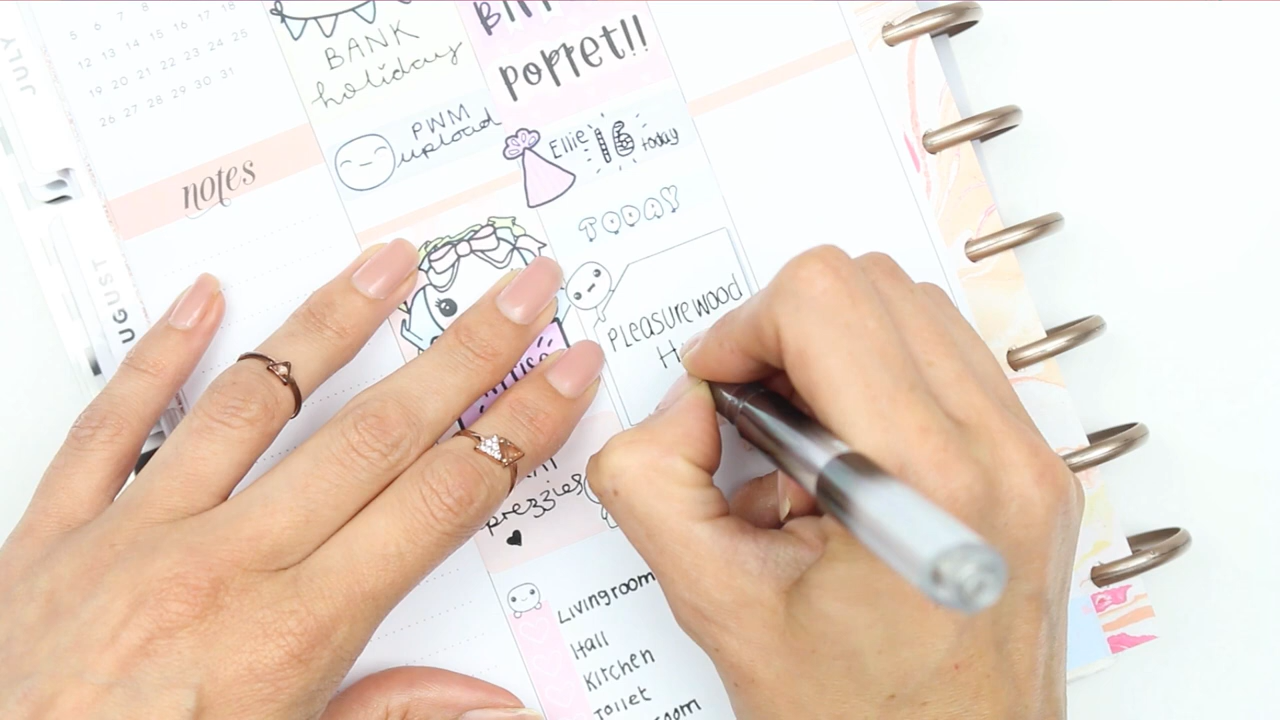 JULY
5 6 7 8
12 13 14 15 16 17 18
19 20 21 22 23 24 25
26 27 28 29 30 31
notes
UGUST
BANK
holiday
PWM
upload
POPPET!!
Ellie 16 today
TODAY
Pleasurewood
pressies
Livingroom
Hall
Kitchen
Toilet